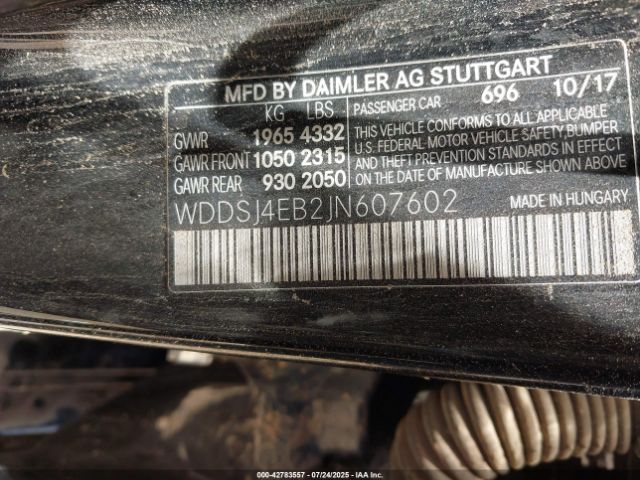 MFD BY DAIMLER AG STUTTGART
KG LBS PASSENGER CAR 696 10/17
GVWR 1965 4332 THIS VEHICLE CONFORMS TO ALL APPLICABLE
U.S. FEDERAL MOTOR VEHICLE SAFETY, BUMPER
GAWR FRONT 1050 2315 AND THEFT PREVENTION STANDARDS IN EFFECT
GAWR REAR 930 2050 ON THE DATE OF MANUFACTURE SHOWN ABOVE
WDDSJ4EB2JN607602 MADE IN HUNGARY
000-42783557 - 07/24/2025 - IAA Inc.